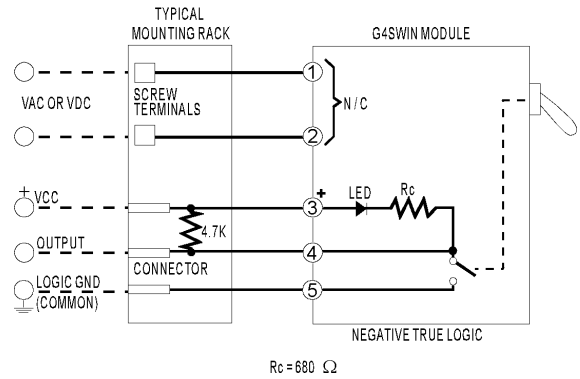 TYPICAL
MOUNTING RACK
G4SWIN MODULE
1
VAC OR VDC
SCREW
TERMINALS
N / C
2
+
VCC
+
LED
Rc
3
4.7K
OUTPUT
4
CONNECTOR
LOGIC GND
(COMMON)
5
NEGATIVE TRUE LOGIC
Rc = 680 Ω